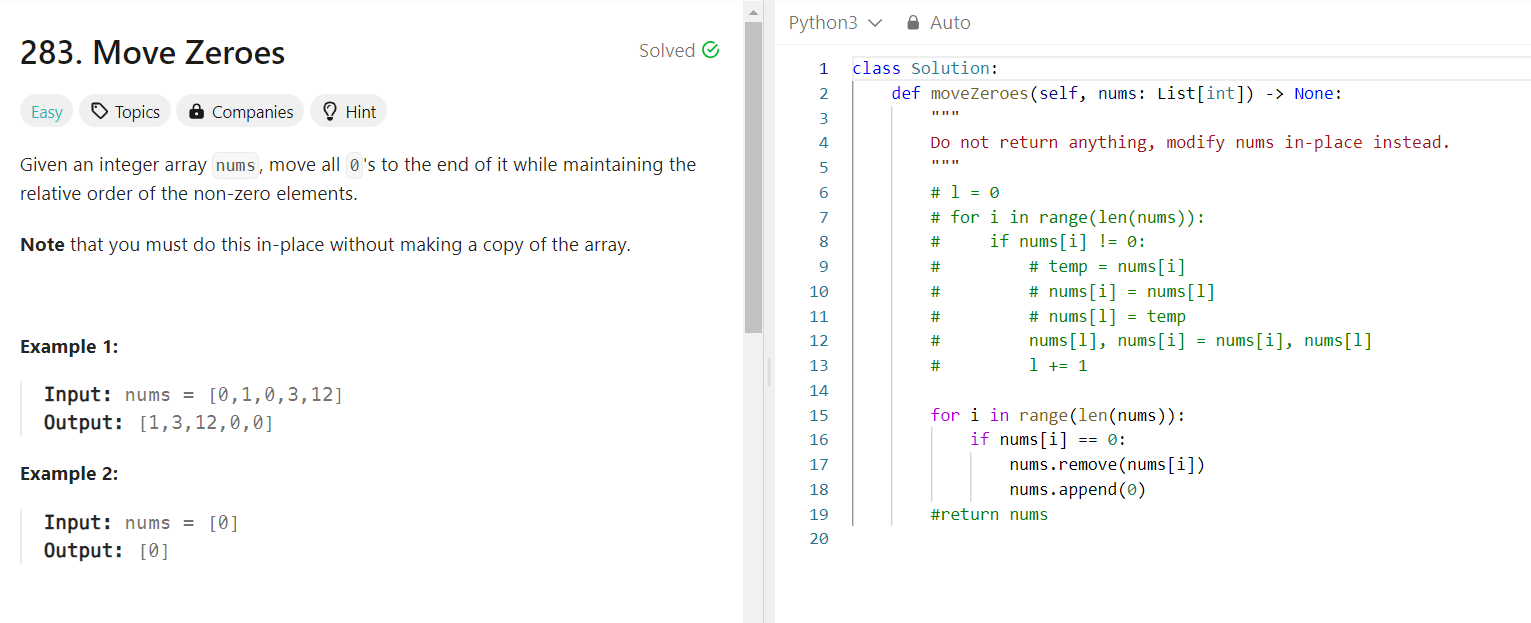 283. Move Zeroes
Solved
Easy
Topics
Companies
Hint
Given an integer array nums, move all 0's to the end of it while maintaining the
relative order of the non-zero elements.
Note that you must do this in-place without making a copy of the array.
Example 1:
Input: nums = [0,1,0,3,12]
Output: [1,3,12,0,0]
Example 2:
Input: nums = [0]
Output: [0]
Python3
Auto
1 class Solution:
2     def moveZeroes(self, nums: List[int]) -> None:
3         """
4         Do not return anything, modify nums in-place instead.
5         """
6         # l = 0
7         # for i in range(len(nums)):
8         #     if nums[i] != 0:
9         #         # temp = nums[i]
10         #         # nums[i] = nums[l]
11         #         # nums[l] = temp
12         #         nums[l], nums[i] = nums[i], nums[l]
13         #         l += 1
14
15         for i in range(len(nums)):
16             if nums[i] == 0:
17                 nums.remove(nums[i])
18                 nums.append(0)
19         #return nums
20